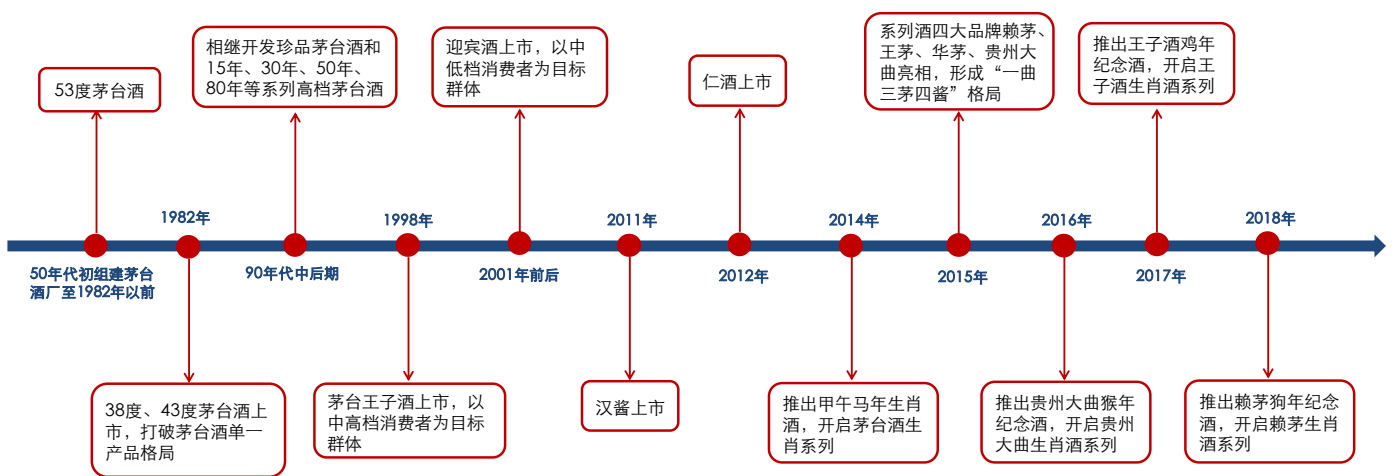 53度茅台酒
相继开发珍品茅台酒和
15年、30年、50年、
80年等系列高档茅台酒
迎宾酒上市，以中
低档消费者为目标
群体
仁酒上市
系列酒四大品牌赖茅、
王茅、华茅、贵州大
曲亮相，形成“一曲
三茅四酱”格局
推出王子酒鸡年
纪念酒，开启王
子酒生肖酒系列
1982年
1998年
2011年
2014年
2016年
2018年
50年代初组建茅台
酒厂至1982年以前
90年代中后期
2001年前后
2012年
2015年
2017年
38度、43度茅台酒上
市，打破茅台酒单一
产品格局
茅台王子酒上市，以
中高档消费者为目标
群体
汉酱上市
推出甲午马年生肖
酒，开启茅台酒生
肖系列
推出贵州大曲猴年
纪念酒，开启贵州
大曲生肖酒系列
推出赖茅狗年纪念
酒，开启赖茅生肖
酒系列